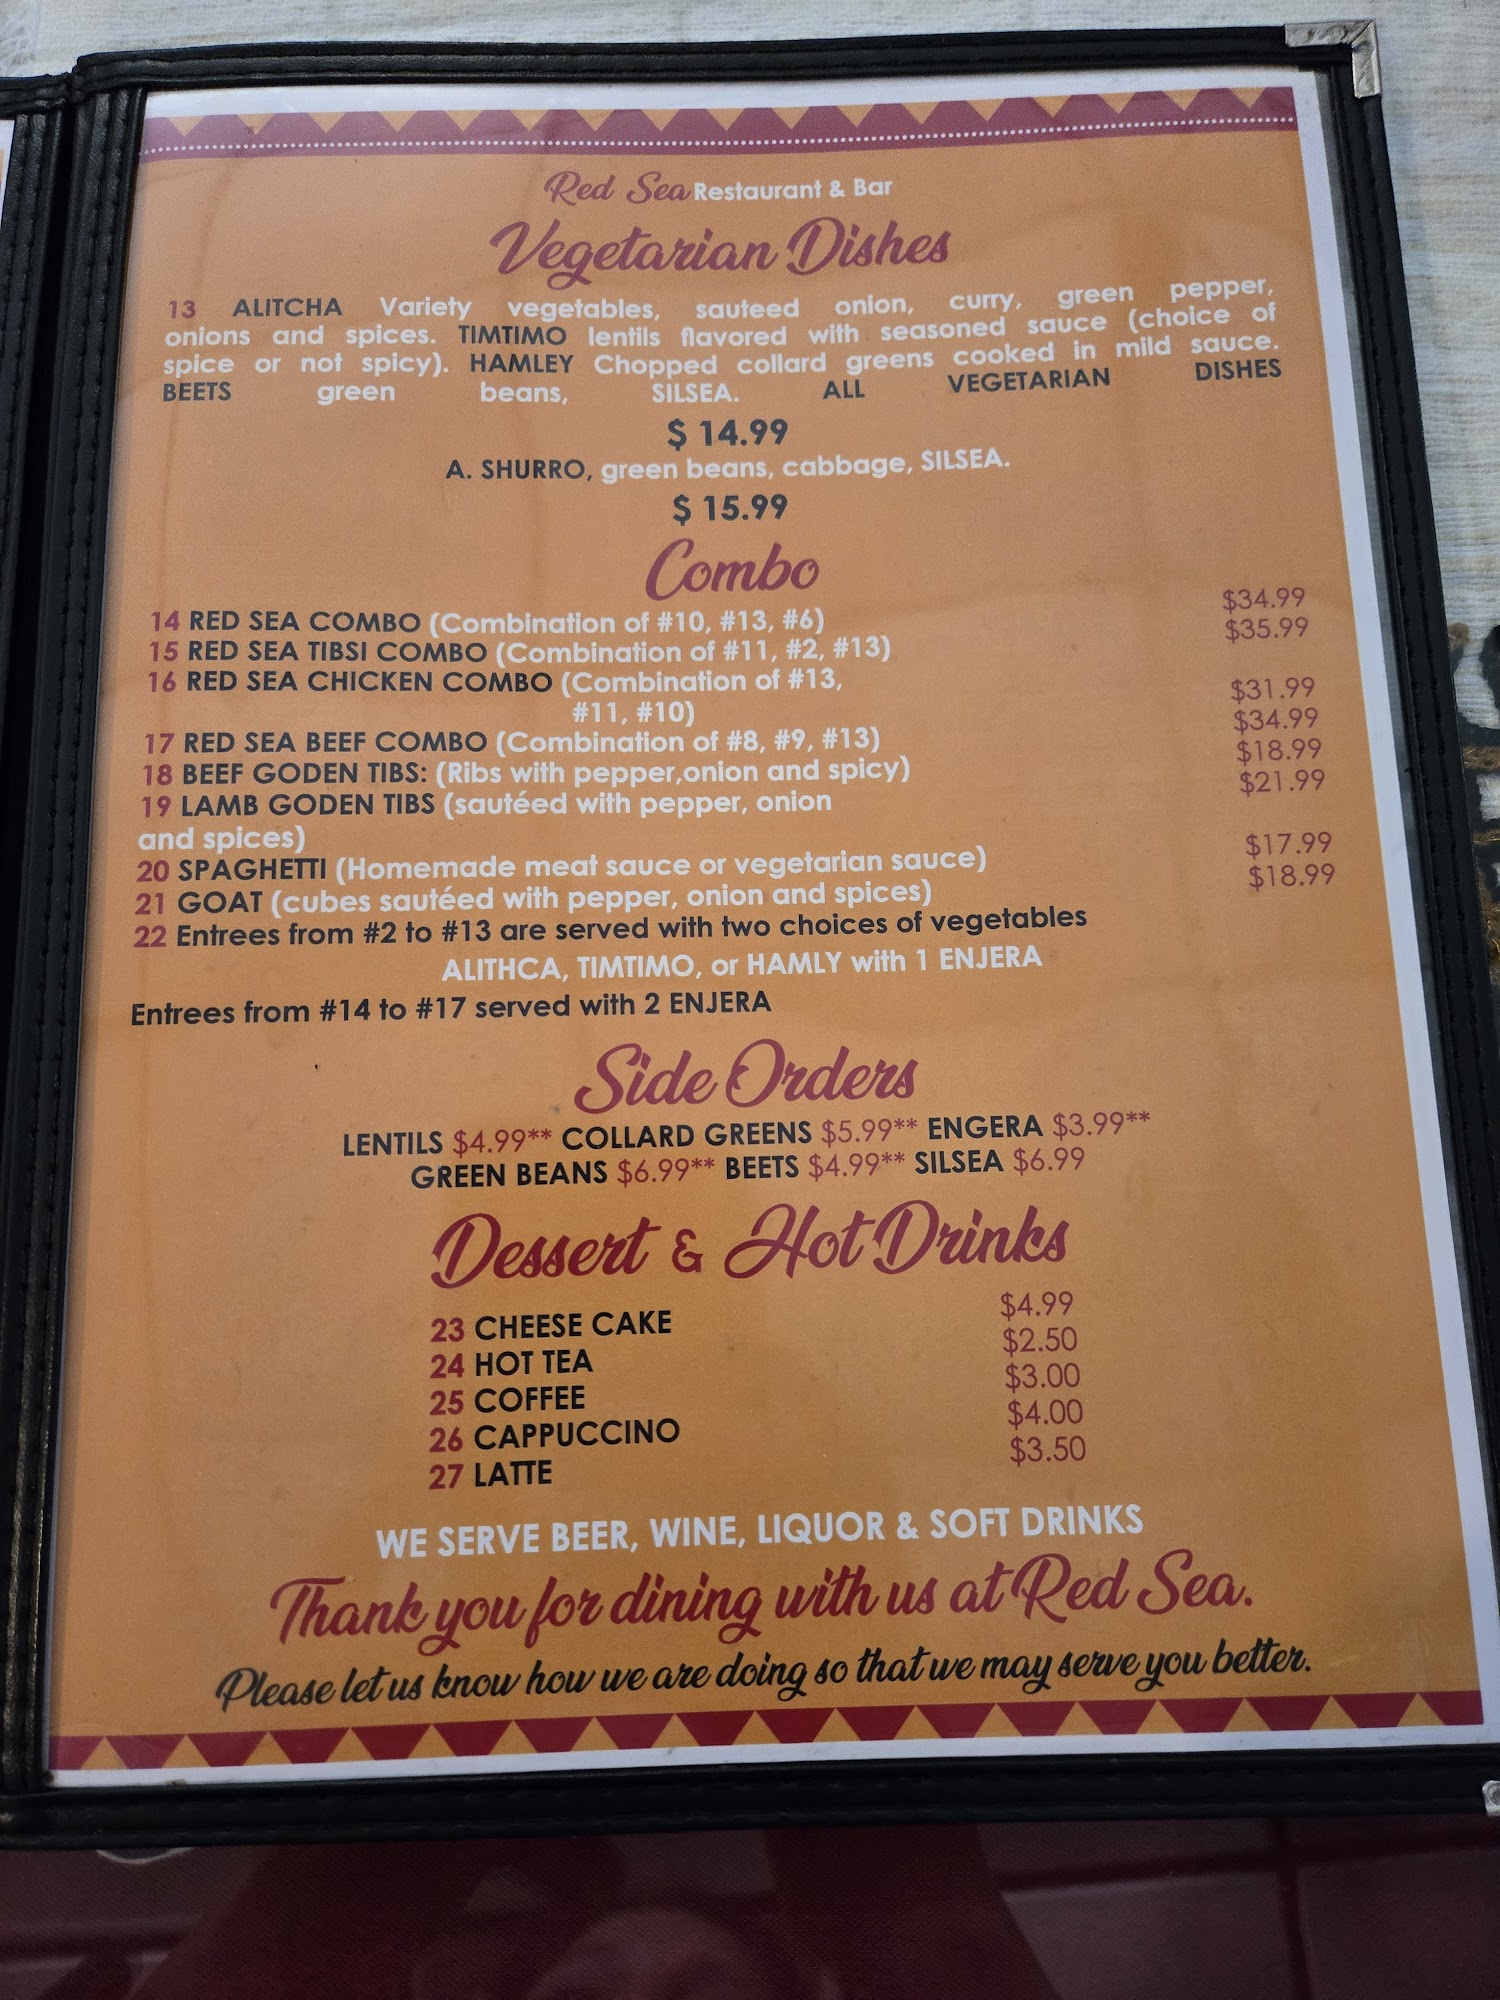 Red Sea Restaurant & Bar
Vegetarian Dishes
13 ALITCHA Variety vegetables, sauteed onion, curry, green pepper,
onions and spices. TIMTIMO lentils flavored with seasoned sauce (choice of
spice or not spicy). HAMLEY Chopped collard greens cooked in mild sauce.
BEETS green beans, SILSEA. ALL VEGETARIAN DISHES
$ 14.99
A. SHURRO, green beans, cabbage, SILSEA.
$ 15.99
Combo
14 RED SEA COMBO (Combination of #10, #13, #6) $34.99
15 RED SEA TIBSI COMBO (Combination of #11, #2, #13) $35.99
16 RED SEA CHICKEN COMBO (Combination of #13,
#11, #10) $31.99
17 RED SEA BEEF COMBO (Combination of #8, #9, #13) $34.99
18 BEEF GODEN TIBS: (Ribs with pepper,onion and spicy) $18.99
19 LAMB GODEN TIBS (sautéed with pepper, onion $21.99
and spices)
20 SPAGHETTI (Homemade meat sauce or vegetarian sauce) $17.99
21 GOAT (cubes sautéed with pepper, onion and spices) $18.99
22 Entrees from #2 to #13 are served with two choices of vegetables
ALITHCA, TIMTIMO, or HAMLY with 1 ENJERA
Entrees from #14 to #17 served with 2 ENJERA
Side Orders
LENTILS $4.99** COLLARD GREENS $5.99** ENGERA $3.99**
GREEN BEANS $6.99** BEETS $4.99** SILSEA $6.99
Dessert & Hot Drinks
23 CHEESE CAKE $4.99
24 HOT TEA $2.50
25 COFFEE $3.00
26 CAPPUCCINO $4.00
27 LATTE $3.50
WE SERVE BEER, WINE, LIQUOR & SOFT DRINKS
Thank you for dining with us at Red Sea.
Please let us know how we are doing so that we may serve you better.